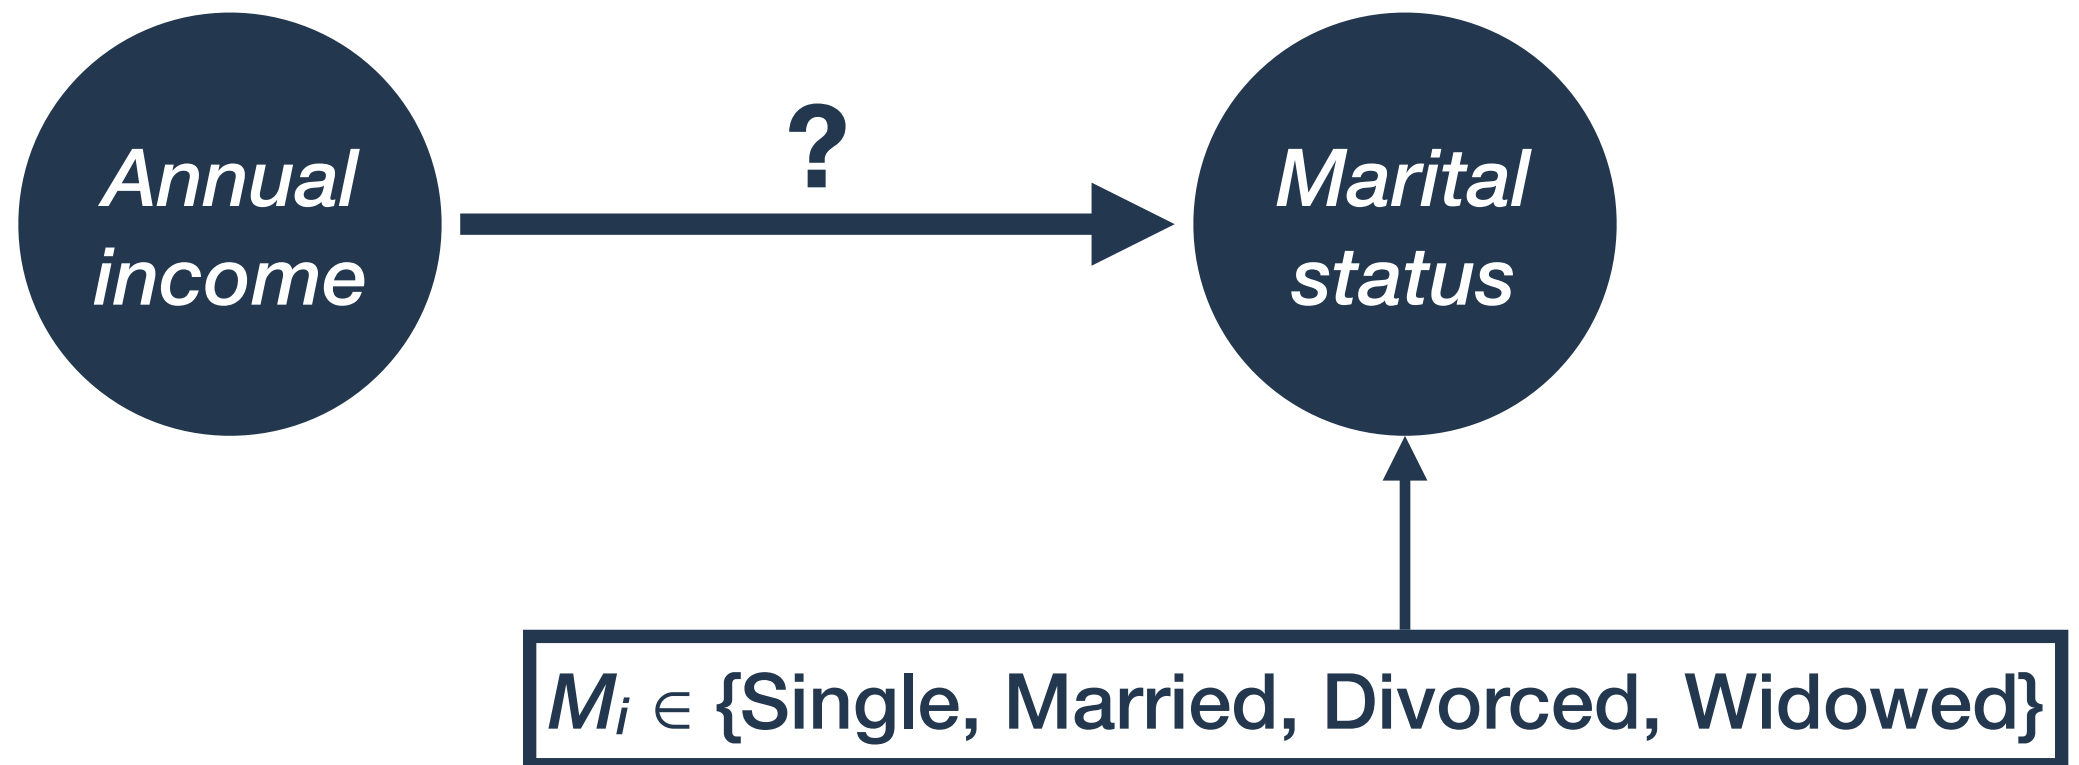 Annual
income
?
Marital
status
Mᵢ ∈ {Single, Married, Divorced, Widowed}